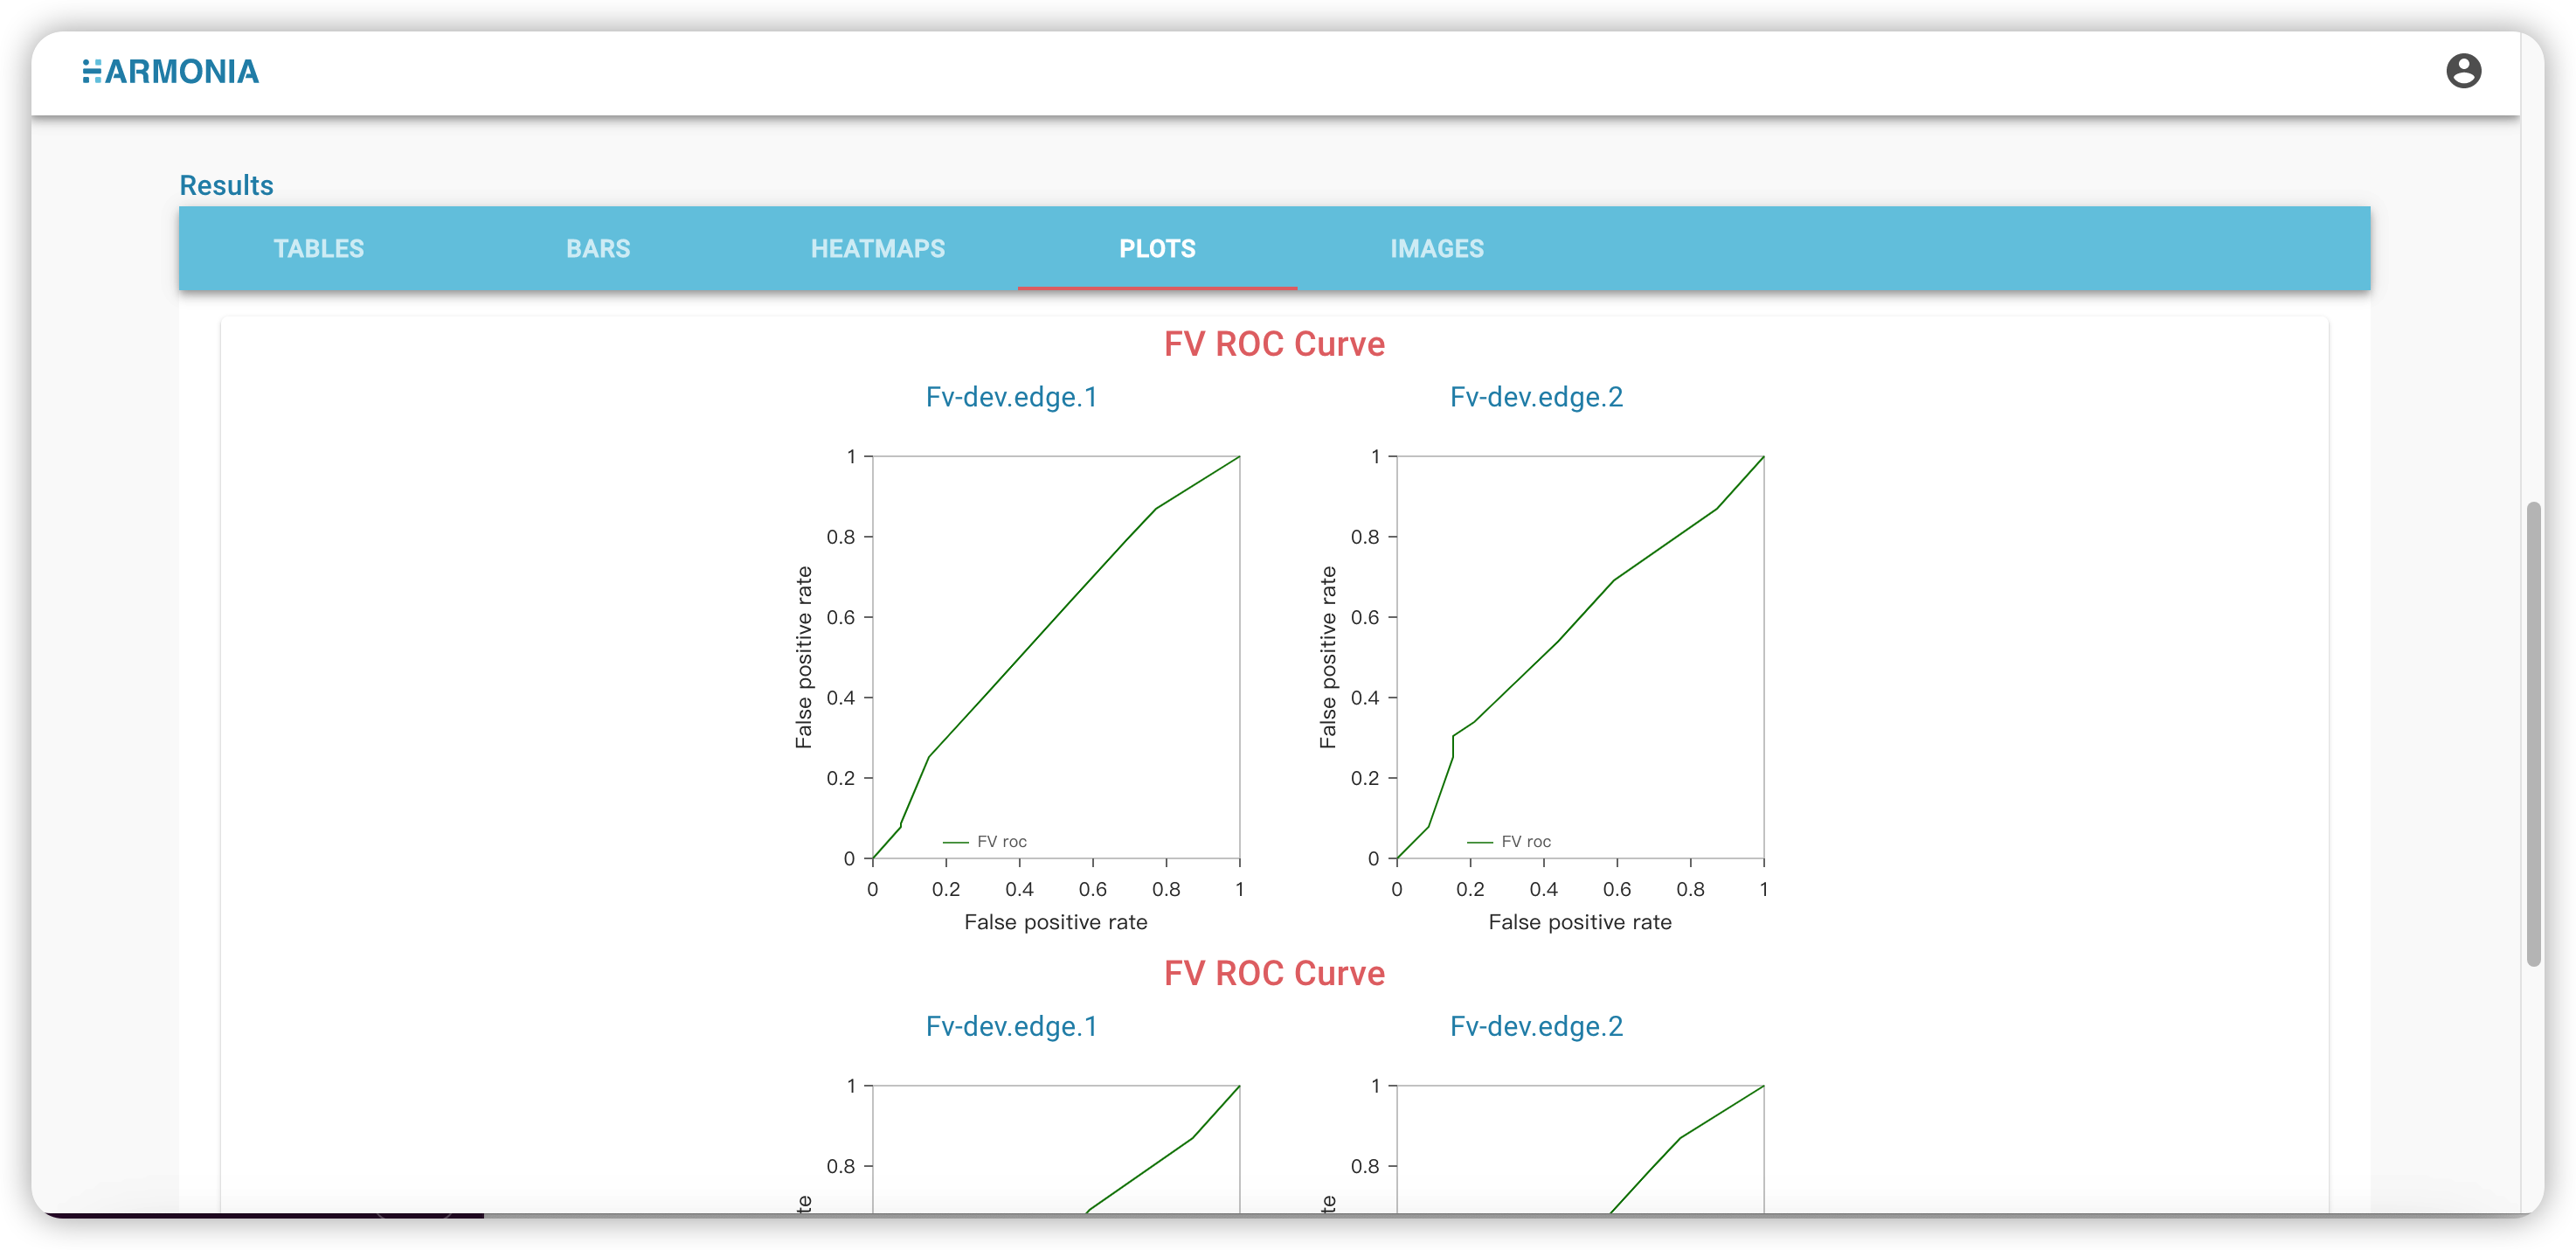 HARMONIA
Results
TABLES BARS HEATMAPS PLOTS IMAGES
FV ROC Curve
Fv-dev.edge.1 Fv-dev.edge.2
1 1
0.8 0.8
0.6 0.6
0.4 0.4
0.2 0.2
0 0
False positive rate False positive rate
FV roc FV roc
0 0.2 0.4 0.6 0.8 1 0 0.2 0.4 0.6 0.8 1
False positive rate False positive rate
FV ROC Curve
Fv-dev.edge.1 Fv-dev.edge.2
1 1
0.8 0.8